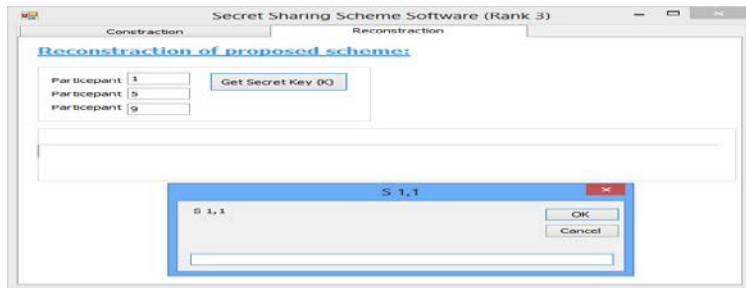 Secret Sharing Scheme Software (Rank 3)
Constraction Reconstraction
Reconstraction of proposed scheme:
Particepant 1
Get Secret Key (K)
Particepant 5
Particepant 9
S 1,1
S 1,1
OK
Cancel